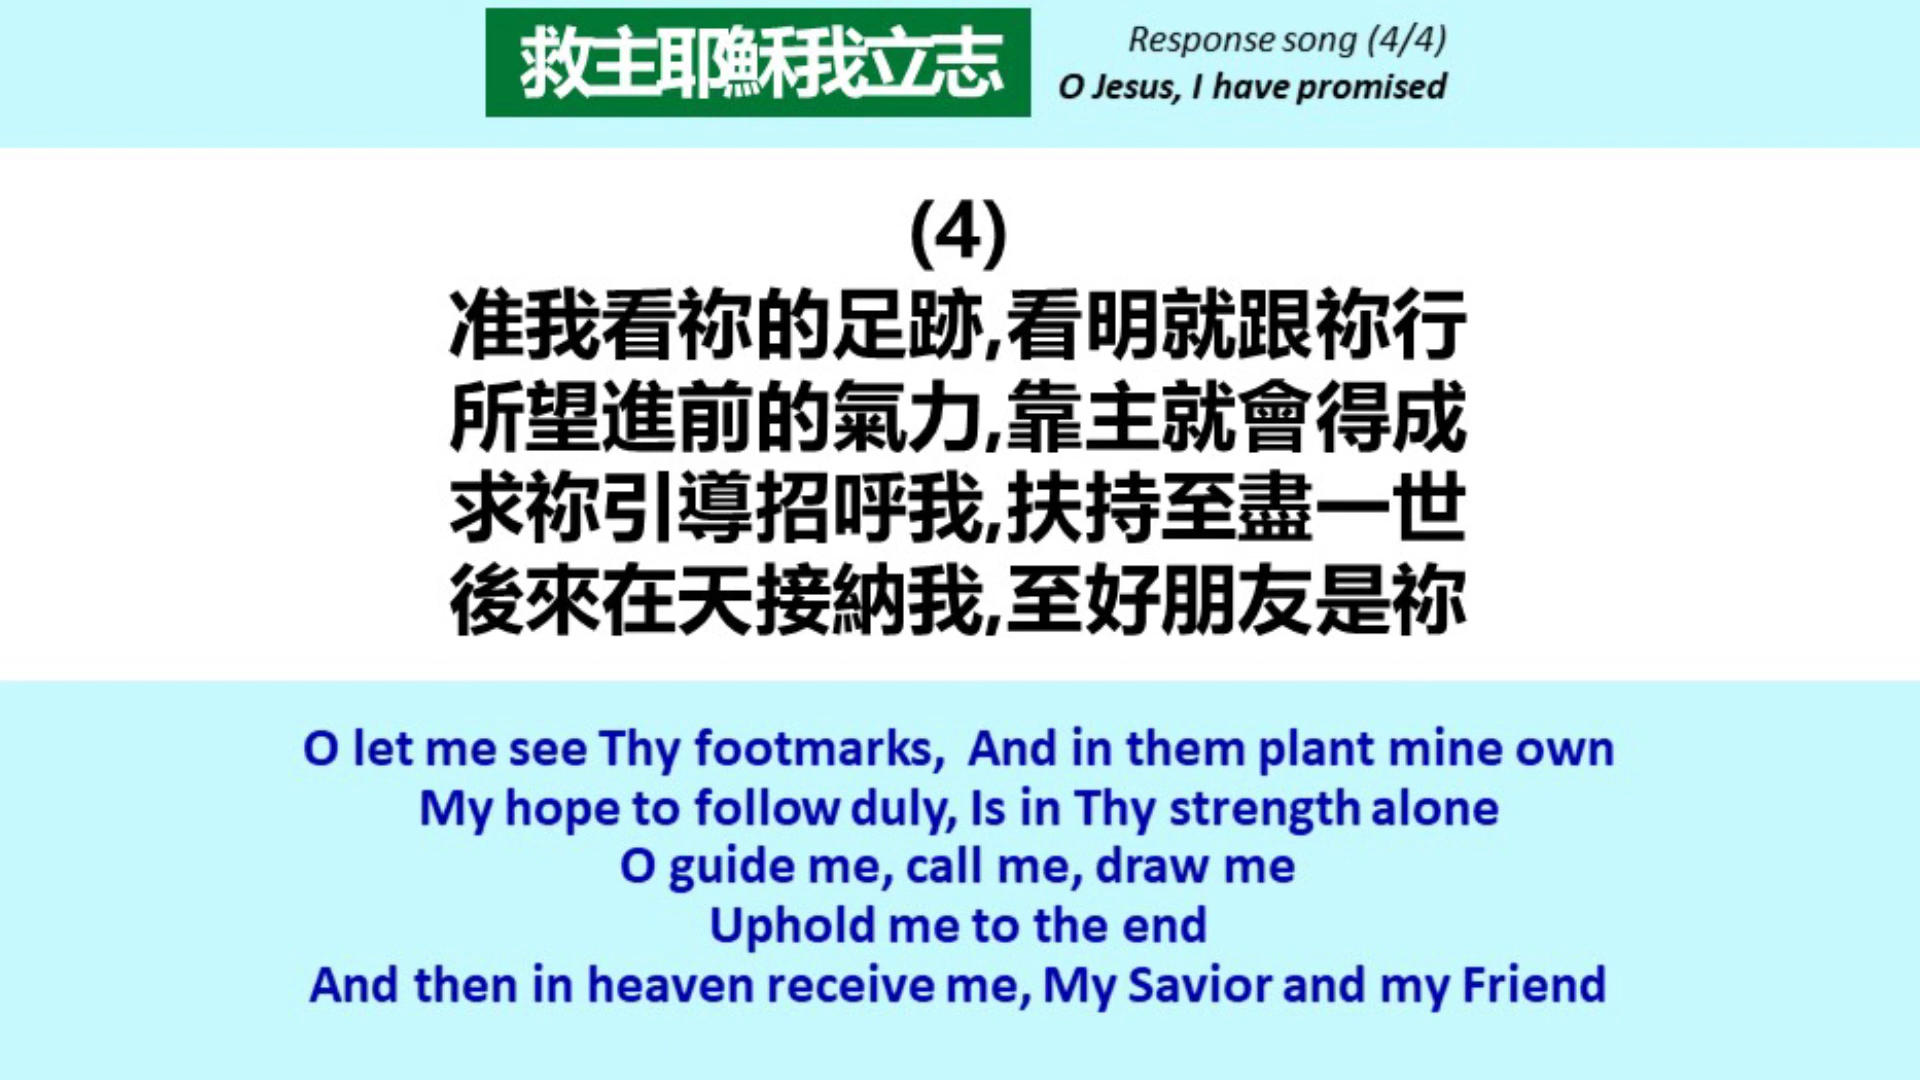 救主耶穌我立志
Response song (4/4)
O Jesus, I have promised
(4)
准我看祢的足跡,看明就跟祢行
所望進前的氣力,靠主就會得成
求祢引導招呼我,扶持至盡一世
後來在天接納我,至好朋友是祢
O let me see Thy footmarks,  And in them plant mine own
My hope to follow duly, Is in Thy strength alone
O guide me, call me, draw me
Uphold me to the end
And then in heaven receive me, My Savior and my Friend